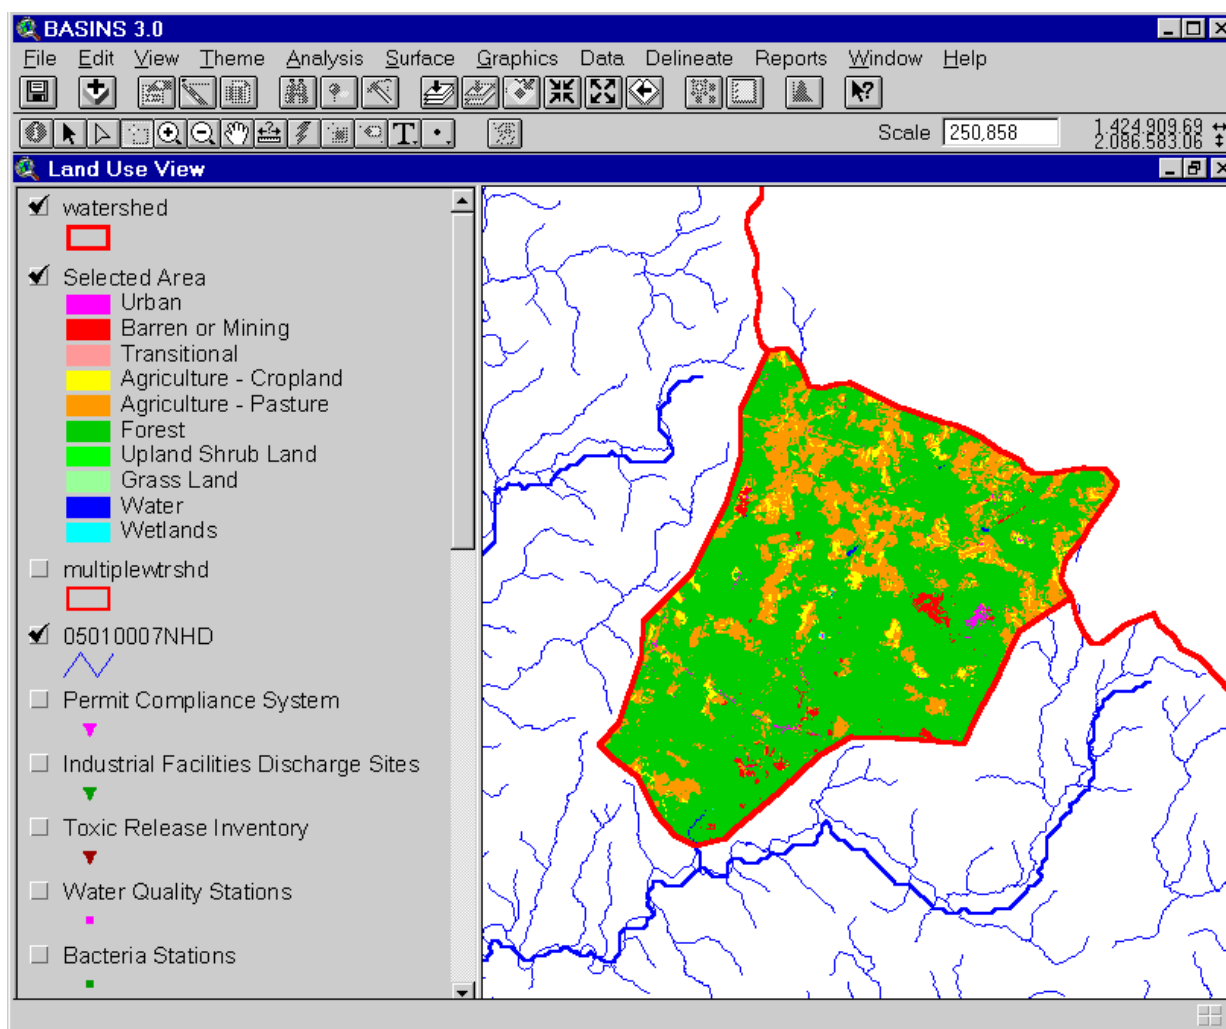 BASINS 3.0
File Edit View Theme Analysis Surface Graphics Data Delineate Reports Window Help
Scale 250,858 1,424,909.69
2,086,583.06
Land Use View
watershed
Selected Area
Urban
Barren or Mining
Transitional
Agriculture - Cropland
Agriculture - Pasture
Forest
Upland Shrub Land
Grass Land
Water
Wetlands
multiplewtrshd
05010007NHD
Permit Compliance System
Industrial Facilities Discharge Sites
Toxic Release Inventory
Water Quality Stations
Bacteria Stations